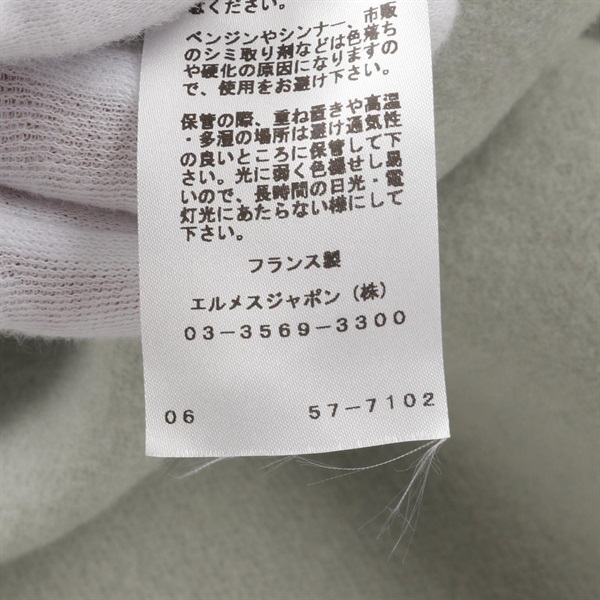 なください。
ベンジンやシンナー、市販
のシミ取り剤などは色落ち
や硬化の原因になりますの
で、使用をお避け下さい。
保管の際、重ね置きや高温
・多湿の場所は避け通気性
の良いところに保管して下
さい。光に弱く色褪せし易
いので、長時間の日光・電
灯光にあたらない様にして
下さい。
フランス製
エルメスジャポン（株）
03-3569-3300
06 57-7102